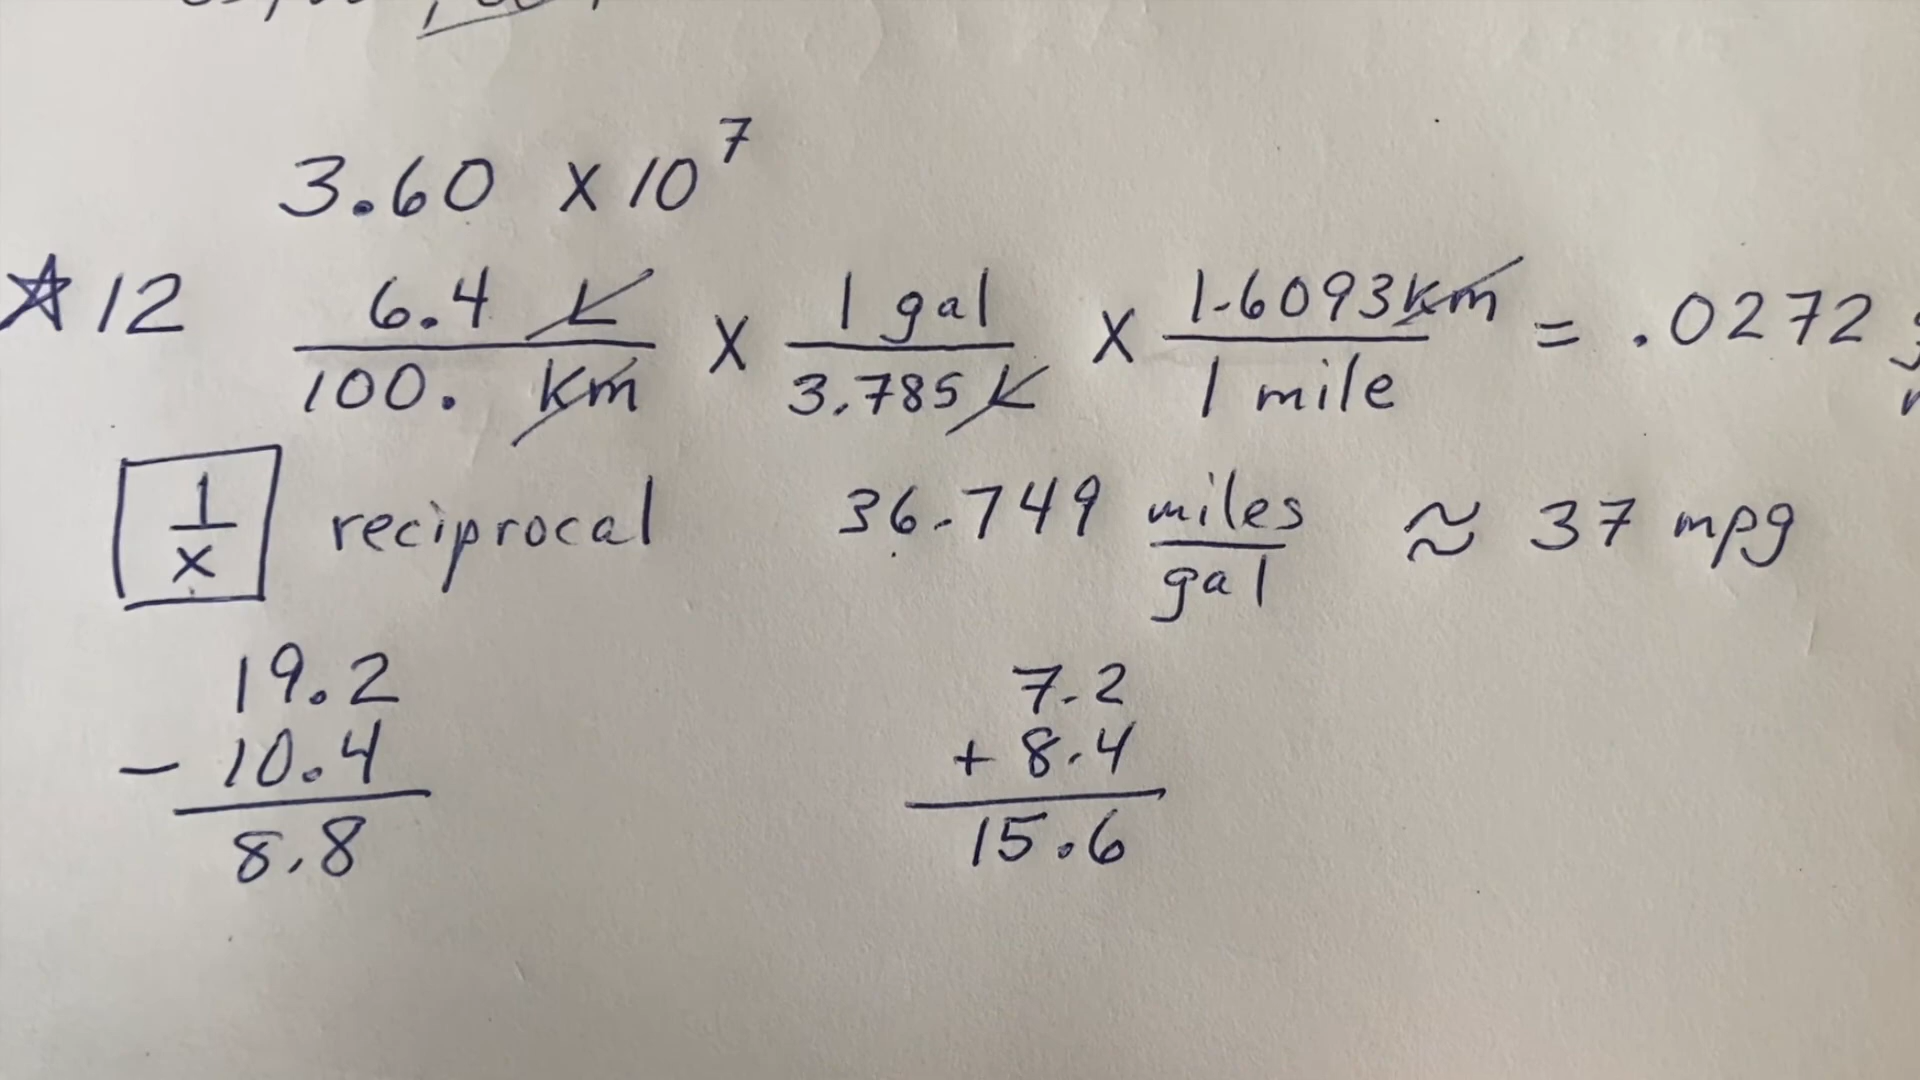 3.60 x 10⁷
☆12 6.4 L / 100. km x 1 gal / 3.785 L x 1.6093 km / 1 mile = .0272
1/x reciprocal 36.749 miles/gal ≈ 37 mpg
19.2 7.2
- 10.4 + 8.4
8.8 15.6